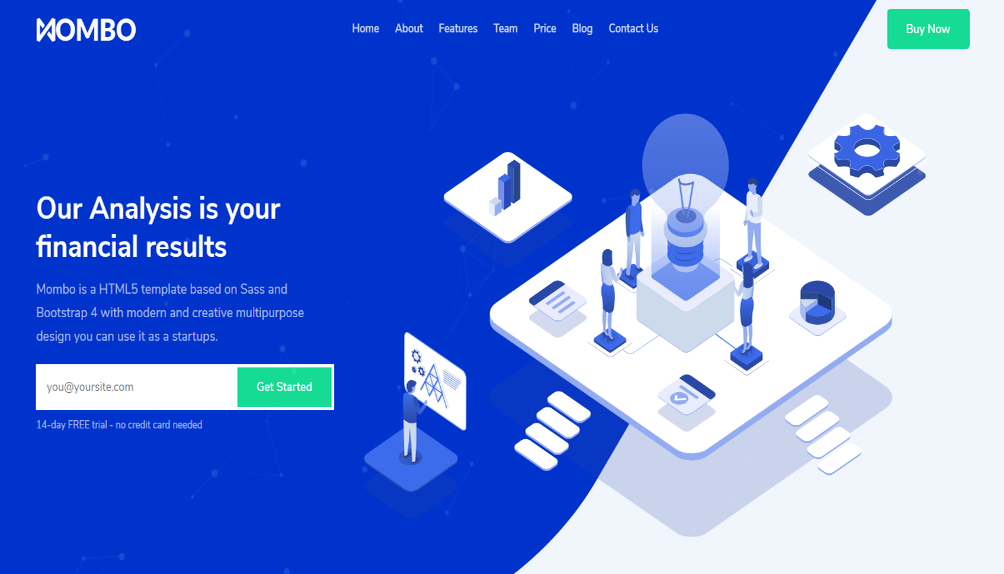 MOMBO
Home About Features Team Price Blog Contact Us
Buy Now
Our Analysis is your
financial results
Mombo is a HTML5 template based on Sass and
Bootstrap 4 with modern and creative multipurpose
design you can use it as a startups.
you@yoursite.com
Get Started
14-day FREE trial - no credit card needed